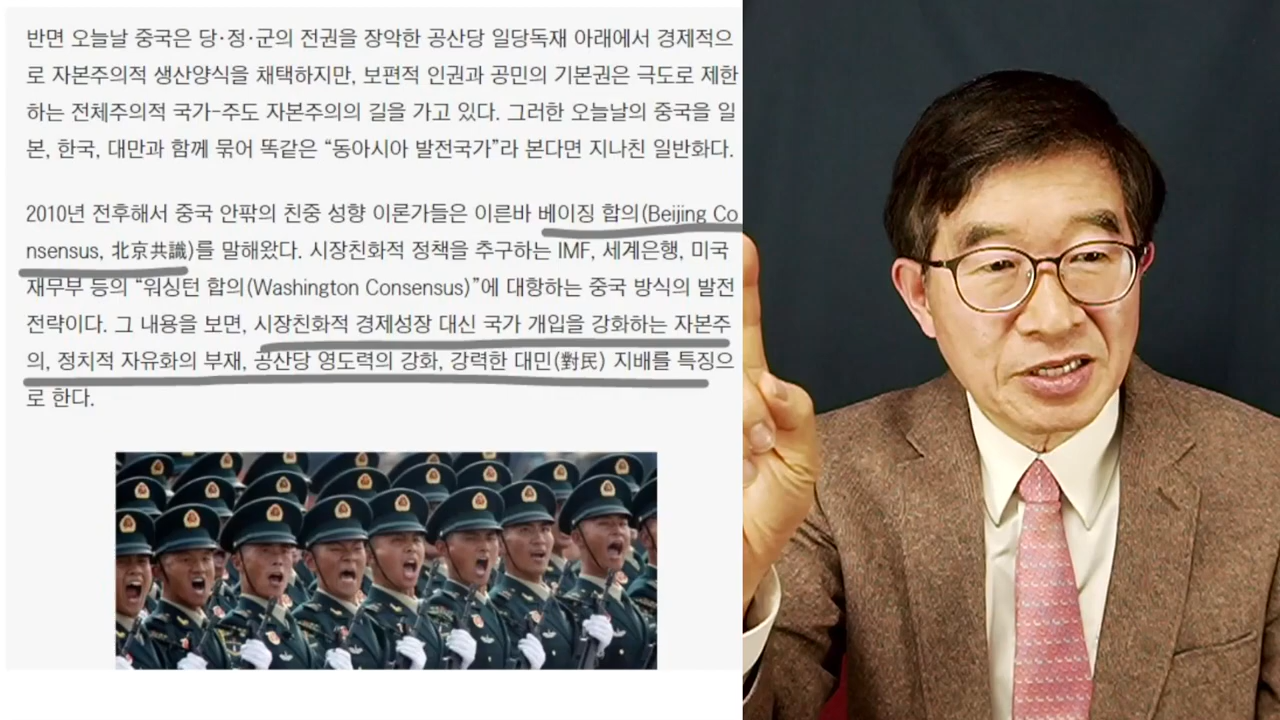 반면 오늘날 중국은 당·정·군의 전권을 장악한 공산당 일당독재 아래에서 경제적으
로 자본주의적 생산양식을 채택하지만, 보편적 인권과 공민의 기본권은 극도로 제한
하는 전체주의적 국가-주도 자본주의의 길을 가고 있다. 그러한 오늘날의 중국을 일
본, 한국, 대만과 함께 묶어 똑같은 “동아시아 발전국가”라 본다면 지나친 일반화다.
2010년 전후해서 중국 안팎의 친중 성향 이론가들은 이른바 베이징 합의(Beijing Co
nsensus, 北京共識)를 말해왔다. 시장친화적 정책을 추구하는 IMF, 세계은행, 미국
재무부 등의 “워싱턴 합의(Washington Consensus)”에 대항하는 중국 방식의 발전
전략이다. 그 내용을 보면, 시장친화적 경제성장 대신 국가 개입을 강화하는 자본주
의, 정치적 자유화의 부재, 공산당 영도력의 강화, 강력한 대민(對民) 지배를 특징으
로 한다.